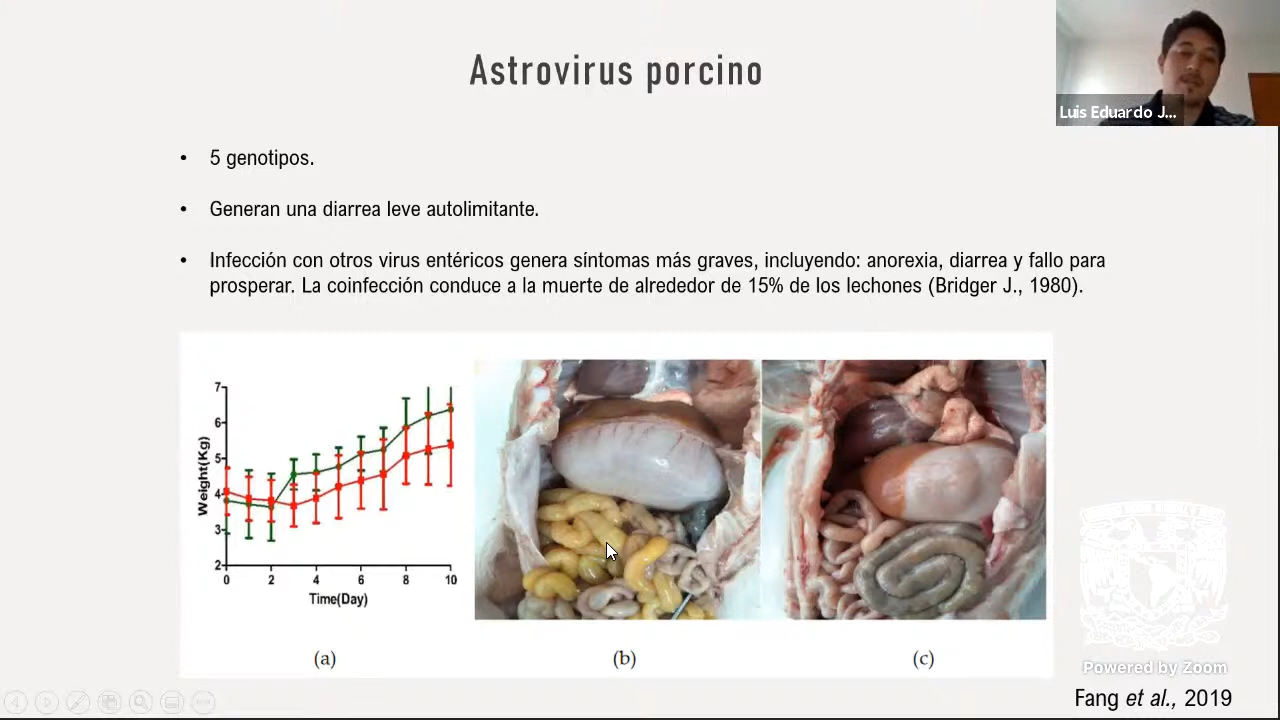 Astrovirus porcino
Luis Eduardo J...
• 5 genotipos.
• Generan una diarrea leve autolimitante.
• Infección con otros virus entéricos genera síntomas más graves, incluyendo: anorexia, diarrea y fallo para
prosperar. La coinfección conduce a la muerte de alrededor de 15% de los lechones (Bridger J., 1980).
7
6
5
4
3
2
Weight(Kg)
0 2 4 6 8 10
Time(Day)
(a) (b) (c)
Powered by Zoom
Fang et al., 2019